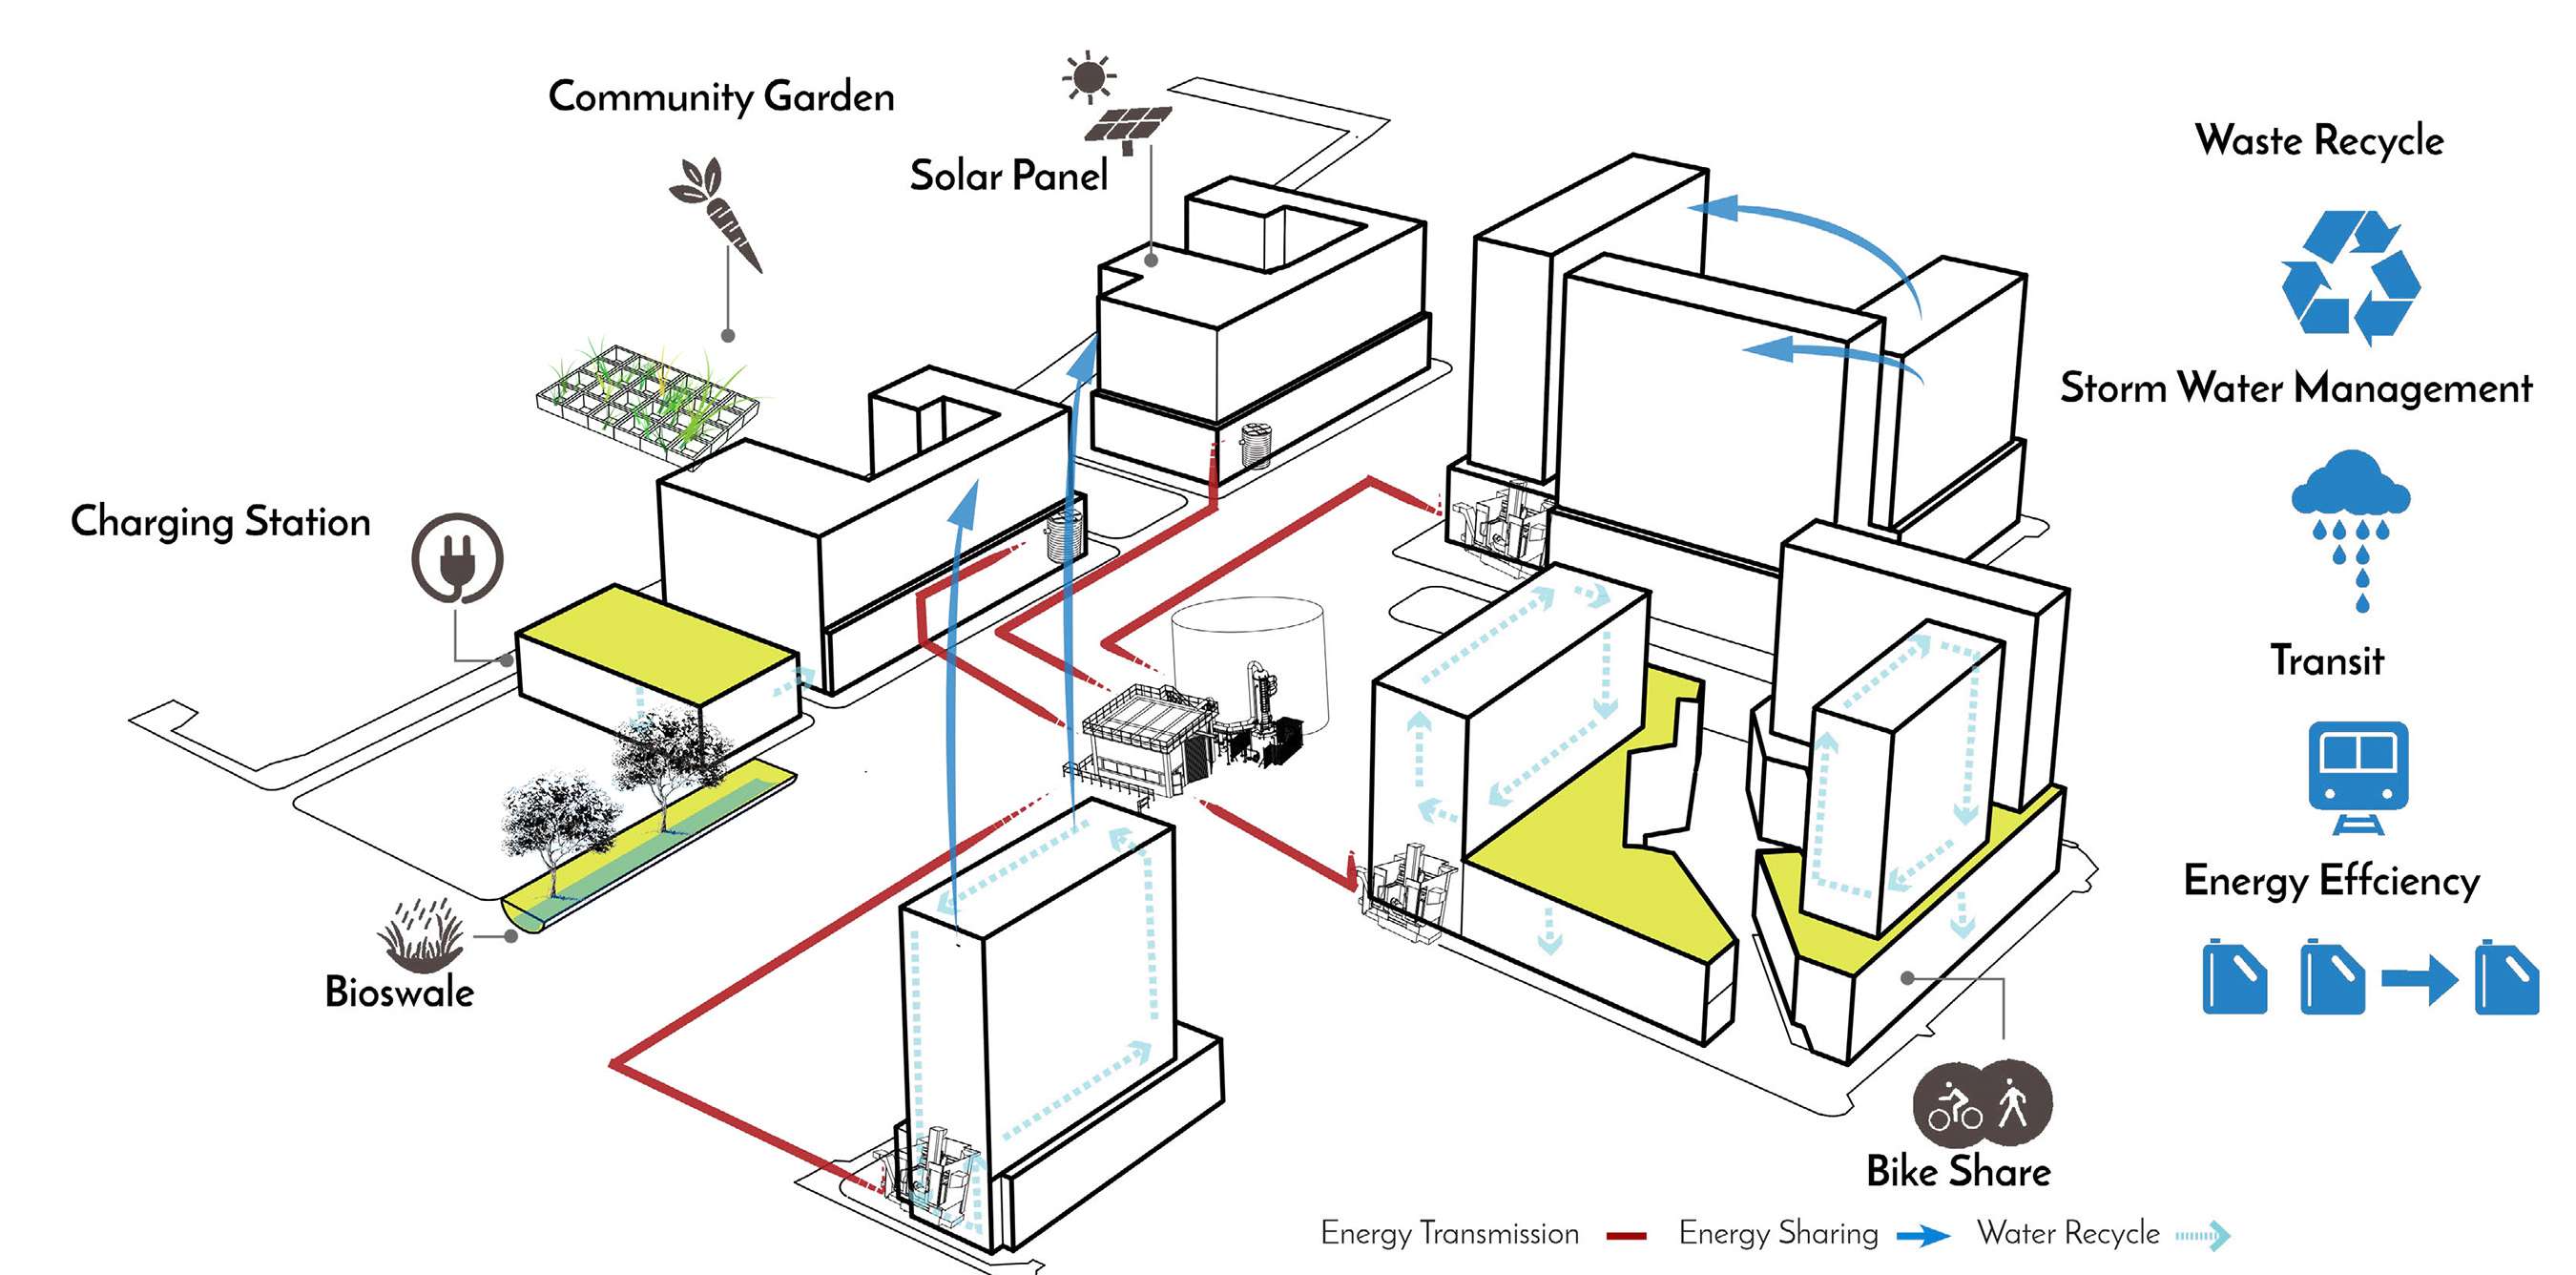 Community Garden
Solar Panel
Charging Station
Bioswale
Waste Recycle
Storm Water Management
Transit
Energy Effciency
Bike Share
Energy Transmission
Energy Sharing
Water Recycle